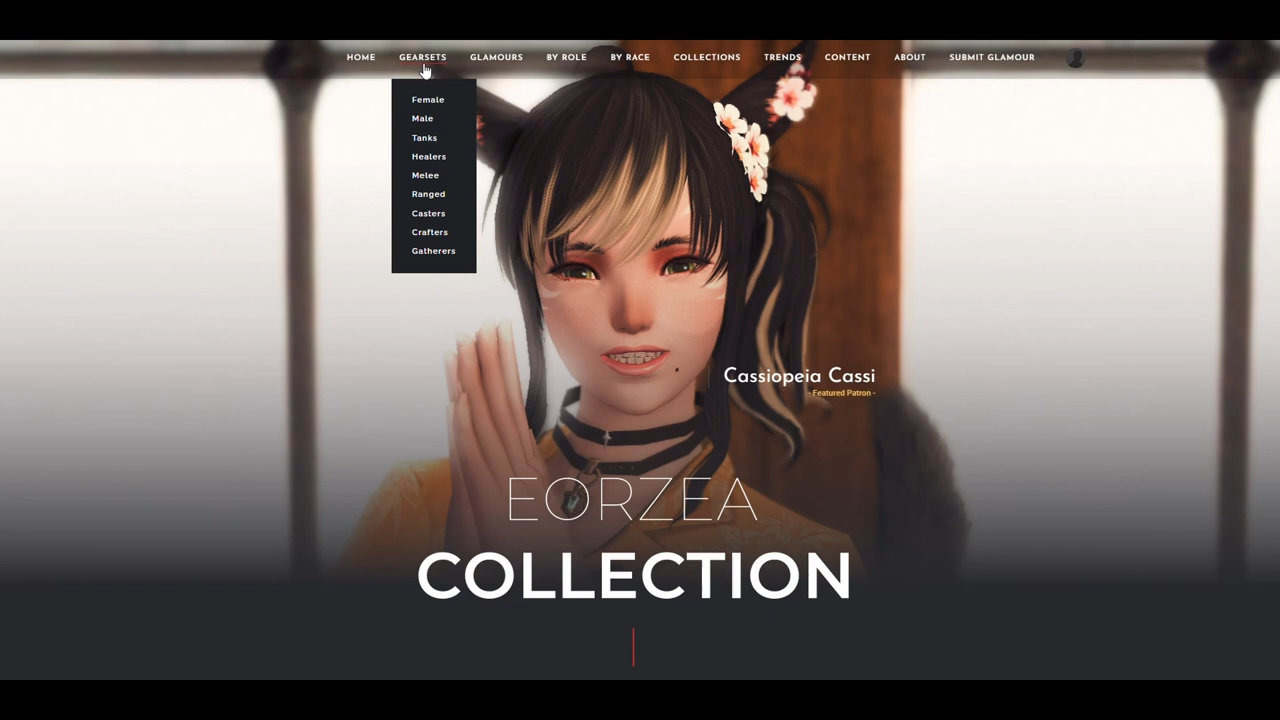 HOME GEARSETS GLAMOURS BY ROLE BY RACE COLLECTIONS TRENDS CONTENT ABOUT SUBMIT GLAMOUR
Female
Male
Tanks
Healers
Melee
Ranged
Casters
Crafters
Gatherers
Cassiopeia Cassi
- Featured Patron -
EORZEA
COLLECTION